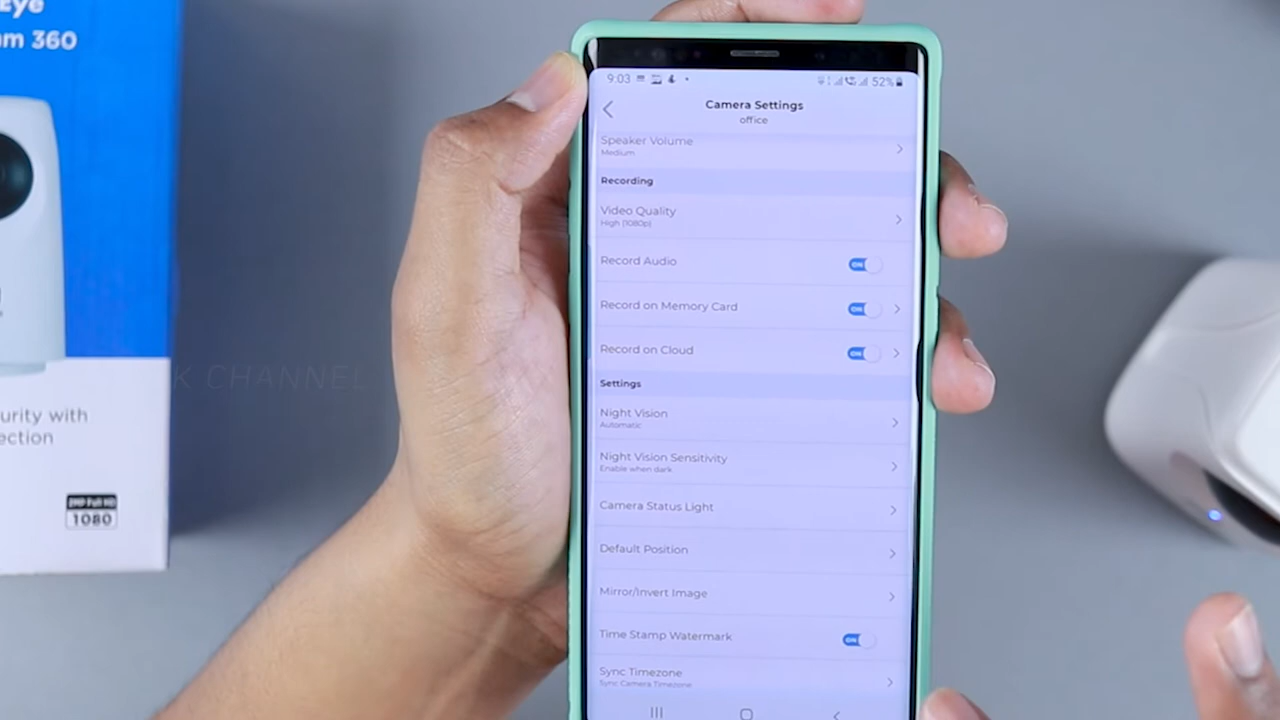 Eye
m 360
urity with
ection
2MP Full HD
1080
K CHANNEL
9:03
52%
Camera Settings
office
Speaker Volume
Medium
Recording
Video Quality
High (1080p)
Record Audio
ON
Record on Memory Card
ON
Record on Cloud
ON
Settings
Night Vision
Automatic
Night Vision Sensitivity
Enable when dark
Camera Status Light
Default Position
Mirror/Invert Image
Time Stamp Watermark
ON
Sync Timezone
Sync Camera Timezone